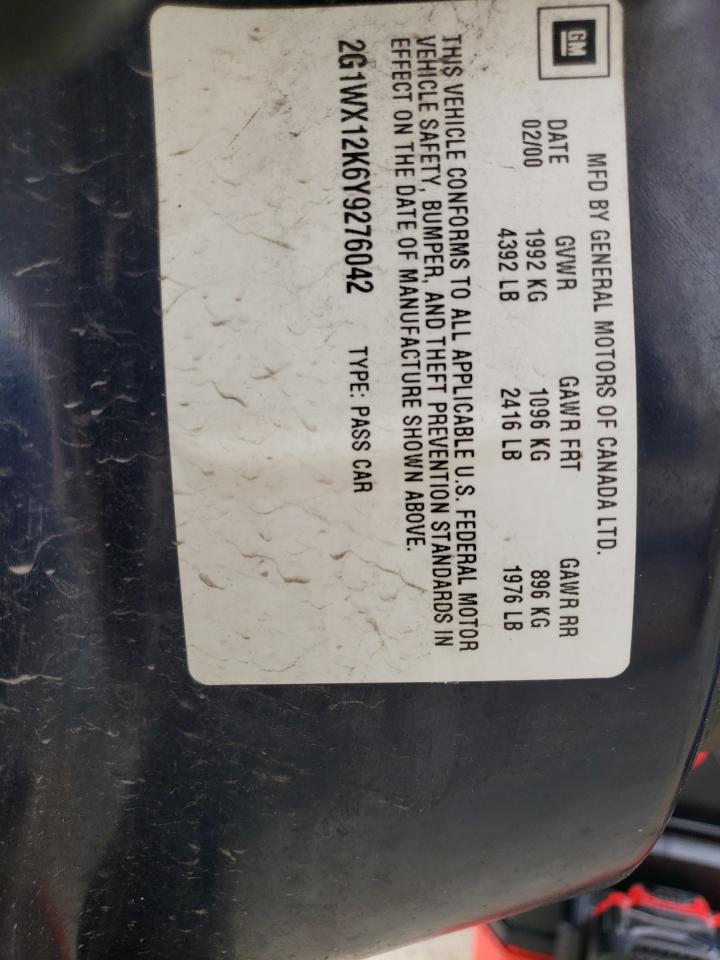 GM
MFD BY GENERAL MOTORS OF CANADA LTD.
DATE GVWR GAWR FRT GAWR RR
02/00 1992 KG 1096 KG 896 KG
4392 LB 2416 LB 1976 LB
THIS VEHICLE CONFORMS TO ALL APPLICABLE U.S. FEDERAL MOTOR
VEHICLE SAFETY, BUMPER, AND THEFT PREVENTION STANDARDS IN
EFFECT ON THE DATE OF MANUFACTURE SHOWN ABOVE.
2G1WX12K6Y9276042 TYPE: PASS CAR